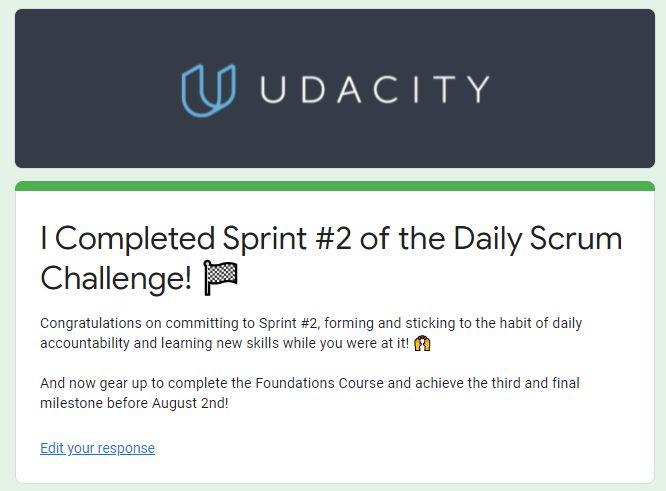 UDACITY
I Completed Sprint #2 of the Daily Scrum
Challenge! 🏁
Congratulations on committing to Sprint #2, forming and sticking to the habit of daily
accountability and learning new skills while you were at it! 🙌
And now gear up to complete the Foundations Course and achieve the third and final
milestone before August 2nd!
Edit your response